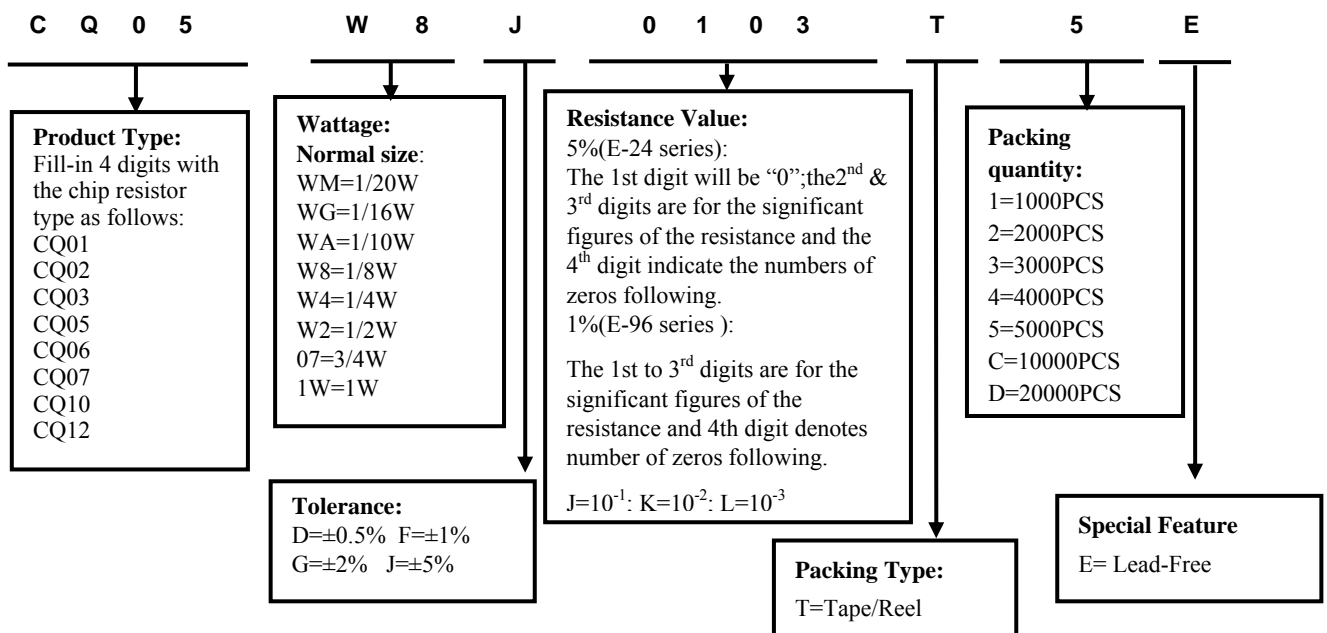 C Q 0 5 W 8 J 0 1 0 3 T 5 E
Product Type:
Fill-in 4 digits with
the chip resistor
type as follows:
CQ01
CQ02
CQ03
CQ05
CQ06
CQ07
CQ10
CQ12
Wattage:
Normal size:
WM=1/20W
WG=1/16W
WA=1/10W
W8=1/8W
W4=1/4W
W2=1/2W
07=3/4W
1W=1W
Tolerance:
D=±0.5% F=±1%
G=±2% J=±5%
Resistance Value:
5%(E-24 series):
The 1st digit will be “0”;the2nd &
3rd digits are for the significant
figures of the resistance and the
4th digit indicate the numbers of
zeros following.
1%(E-96 series ):
The 1st to 3rd digits are for the
significant figures of the
resistance and 4th digit denotes
number of zeros following.
J=10-1: K=10-2: L=10-3
Packing Type:
T=Tape/Reel
Packing
quantity:
1=1000PCS
2=2000PCS
3=3000PCS
4=4000PCS
5=5000PCS
C=10000PCS
D=20000PCS
Special Feature
E= Lead-Free